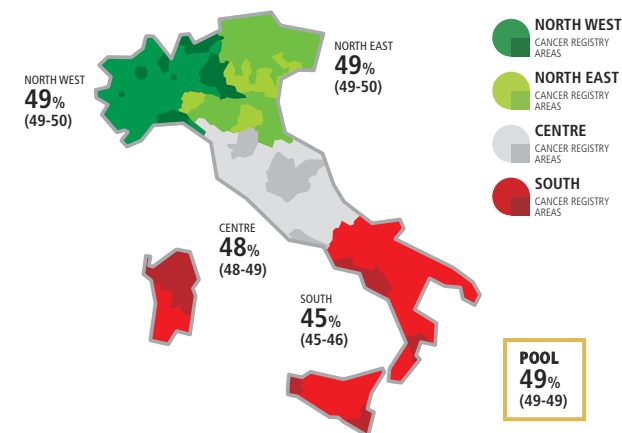 NORTH WEST
49%
(49-50)
NORTH EAST
49%
(49-50)
CENTRE
48%
(48-49)
SOUTH
45%
(45-46)
NORTH WEST
CANCER REGISTRY
AREAS
NORTH EAST
CANCER REGISTRY
AREAS
CENTRE
CANCER REGISTRY
AREAS
SOUTH
CANCER REGISTRY
AREAS
POOL
49%
(49-49)